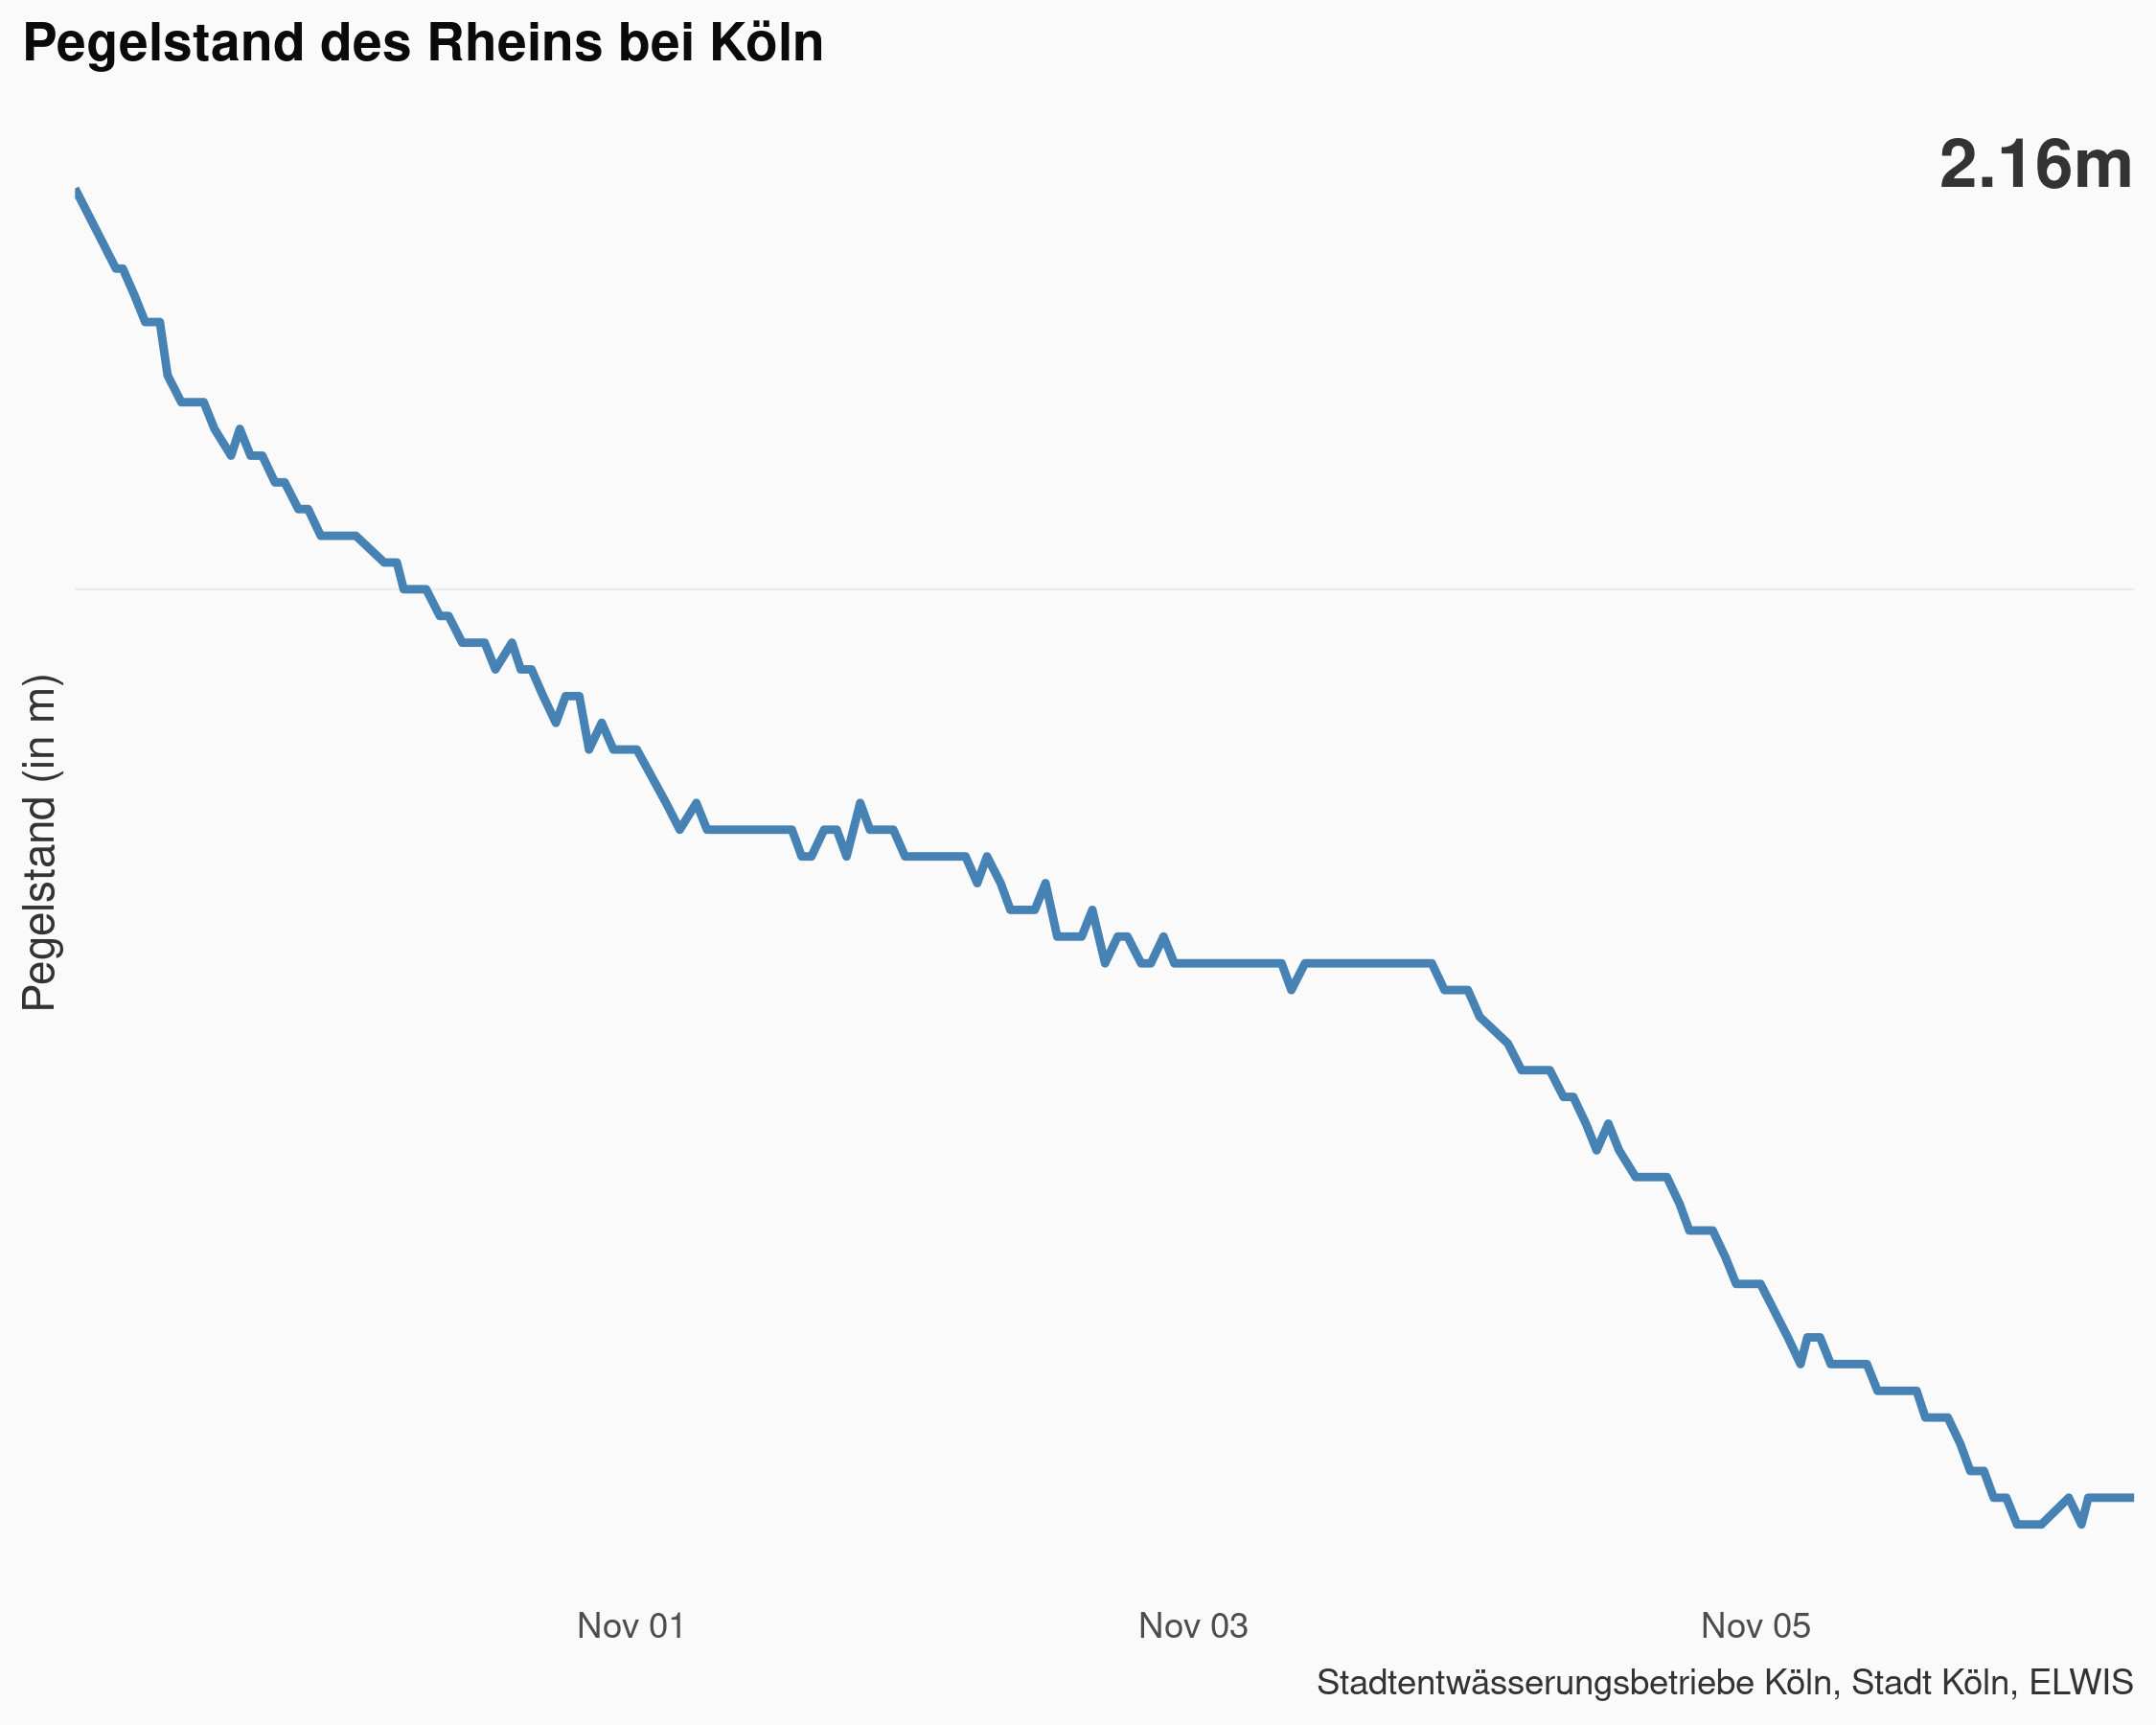 Pegelstand des Rheins bei Köln
2.16m
Pegelstand (in m)
Nov 01
Nov 03
Nov 05
Stadtentwässerungsbetriebe Köln, Stadt Köln, ELWIS